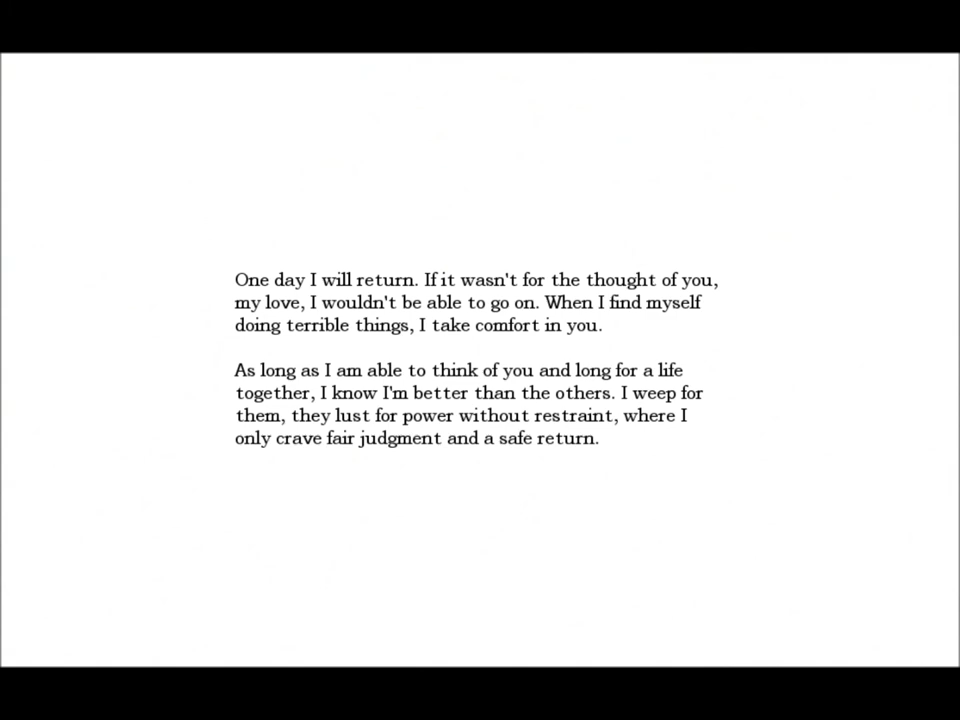 One day I will return. If it wasn't for the thought of you,
my love, I wouldn't be able to go on. When I find myself
doing terrible things, I take comfort in you.
As long as I am able to think of you and long for a life
together, I know I'm better than the others. I weep for
them, they lust for power without restraint, where I
only crave fair judgment and a safe return.